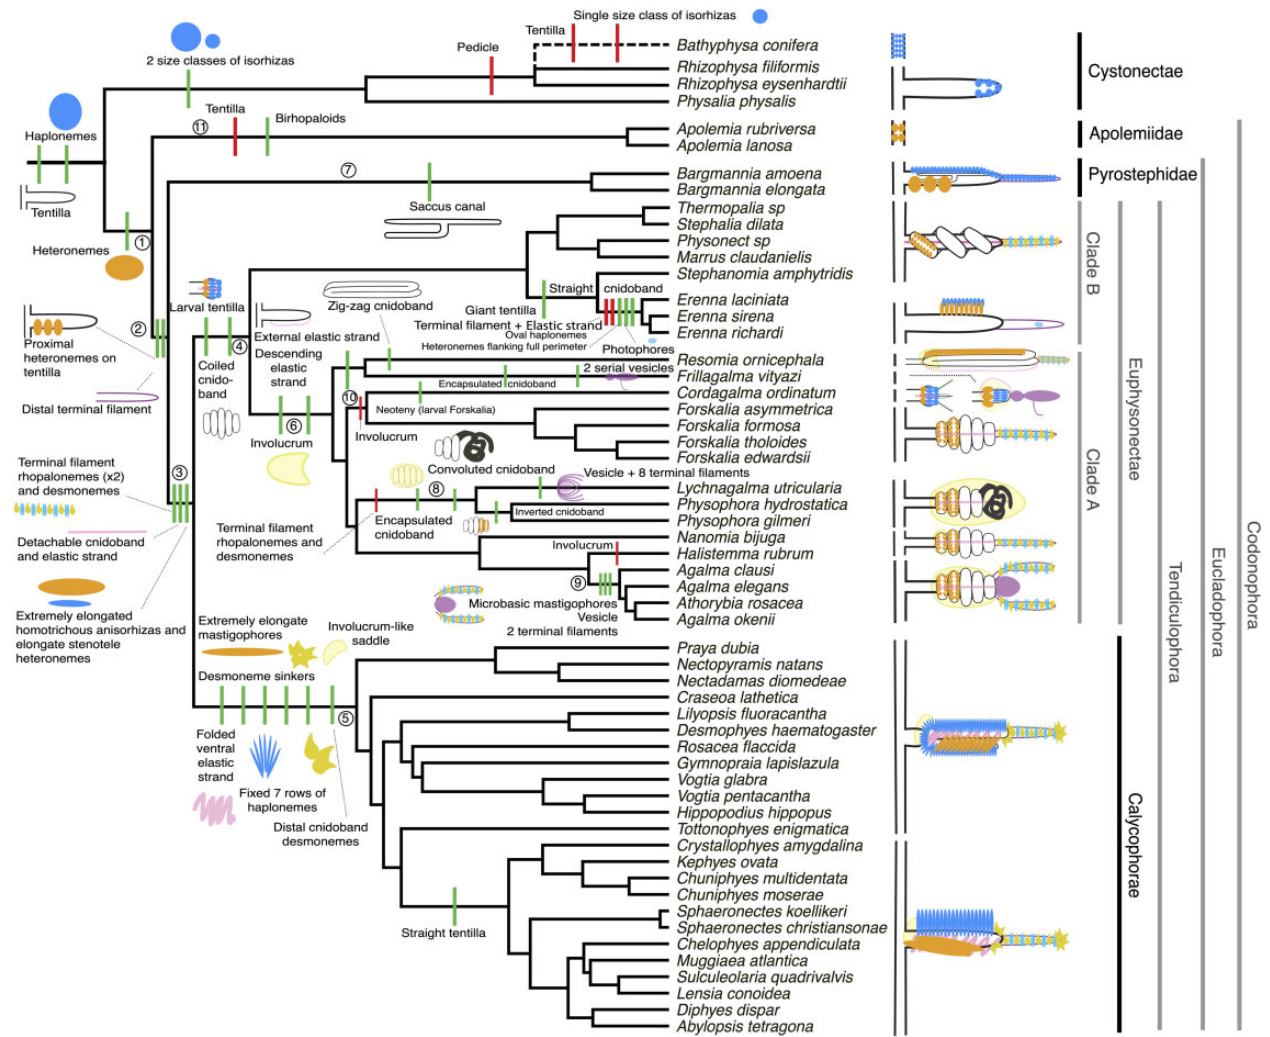 Single size class of isorhizas
Tentilla
Bathyphysa conifera
Pedicle
2 size classes of isorhizas
Rhizophysa filiformis
Rhizophysa eysenhardtii
Physalia physalis
Cystonectae
Haplonemes
Tentilla
Birhopaloids
11
Apolemia rubriversa
Apolemia lanosa
Apolemiidae
Tentilla
7
Saccus canal
Bargmannia amoena
Bargmannia elongata
Pyrostephidae
Heteronemes
1
Thermopalia sp
Stephalia dilata
Physonect sp
Marrus claudanielis
Stephanomia amphytridis
Erenna laciniata
Erenna sirena
Erenna richardi
Clade B
Larval tentilla
Zig-zag cnidoband
Giant tentilla
Straight cnidoband
Terminal filament + Elastic strand
Oval haplonemes
Heteronemes flanking full perimeter
Photophores
2
4
Proximal
heteronemes on
tentilla
Distal terminal filament
Coiled
cnido-
band
External elastic strand
Descending
elastic
strand
6
Involucrum
Resomia ornicephala
2 serial vesicles
Frillagalma vityazi
Encapsulated cnidoband
Cordagalma ordinatum
10
Neoteny (larval Forskalia)
Involucrum
Forskalia asymmetrica
Forskalia formosa
Forskalia tholoides
Forskalia edwardsii
Convoluted cnidoband
Vesicle + 8 terminal filaments
8
Lychnagalma utricularia
Physophora hydrostatica
Inverted cnidoband
Physophora gilmeri
Encapsulated
cnidoband
Terminal filament
rhopalonemes and
desmonemes
Nanomia bijuga
Involucrum
Halistemma rubrum
9
Agalma clausi
Agalma elegans
Athorybia rosacea
Agalma okenii
Microbasic mastigophores
Vesicle
2 terminal filaments
Clade A
Euphysonectae
Tendiculophora
Eucladophora
Codonophora
3
Terminal filament
rhopalonemes (x2)
and desmonemes
Detachable cnidoband
and elastic strand
Extremely elongated
homotrichous anisorhizas and
elongate stenotele
heteronemes
Extremely elongate
mastigophores
Involucrum-like
saddle
Desmoneme sinkers
5
Folded
ventral
elastic
strand
Fixed 7 rows of
haplonemes
Distal cnidoband
desmonemes
Straight tentilla
Praya dubia
Nectopyramis natans
Nectadamas diomedeae
Craseoa lathetica
Lilyopsis fluoracantha
Desmophyes haematogaster
Rosacea flaccida
Gymnopraia lapislazula
Vogtia glabra
Vogtia pentacantha
Hippopodius hippopus
Tottonophyes enigmatica
Crystallophyes amygdalina
Kephyes ovata
Chuniphyes multidentata
Chuniphyes moserae
Sphaeronectes koellikeri
Sphaeronectes christiansonae
Chelophyes appendiculata
Muggiaea atlantica
Sulculeolaria quadrivalvis
Lensia conoidea
Diphyes dispar
Abylopsis tetragona
Calycophorae